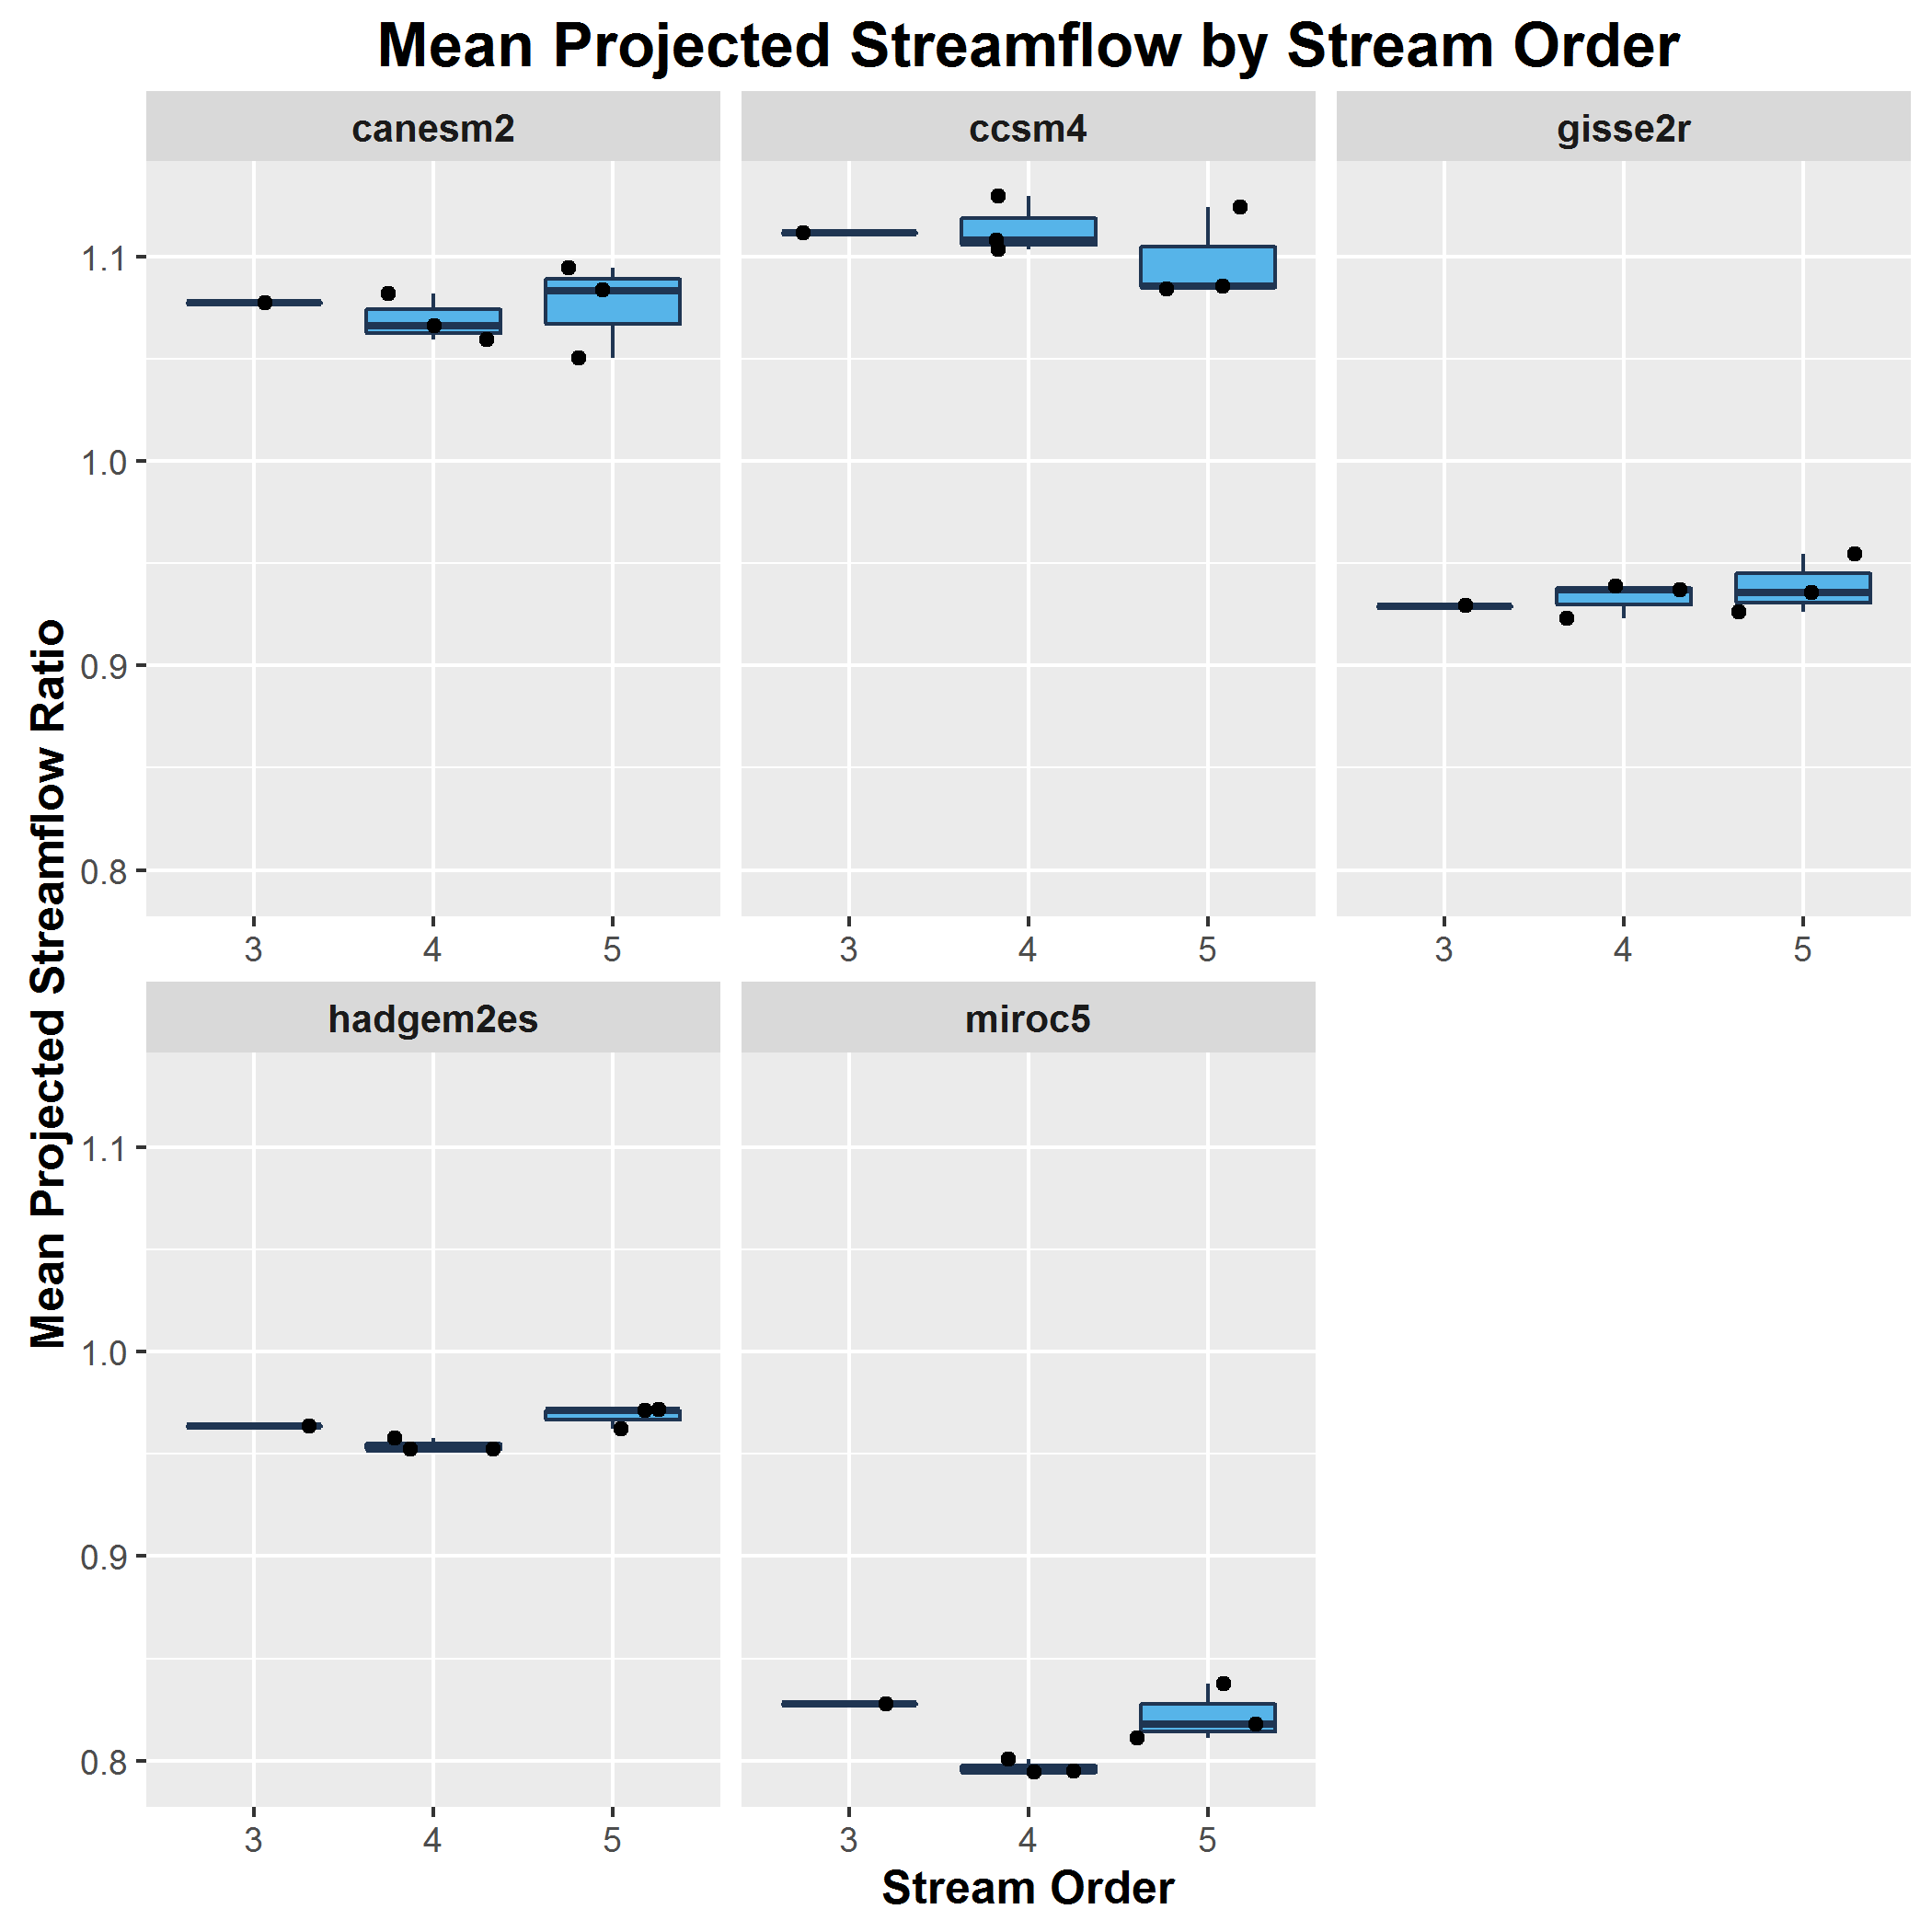 Mean Projected Streamflow by Stream Order
canesm2
ccsm4
gisse2r
Mean Projected Streamflow Ratio
1.1
1.0
0.9
0.8
3 4 5
3 4 5
3 4 5
hadgem2es
miroc5
1.1
1.0
0.9
0.8
3 4 5
3 4 5
Stream Order